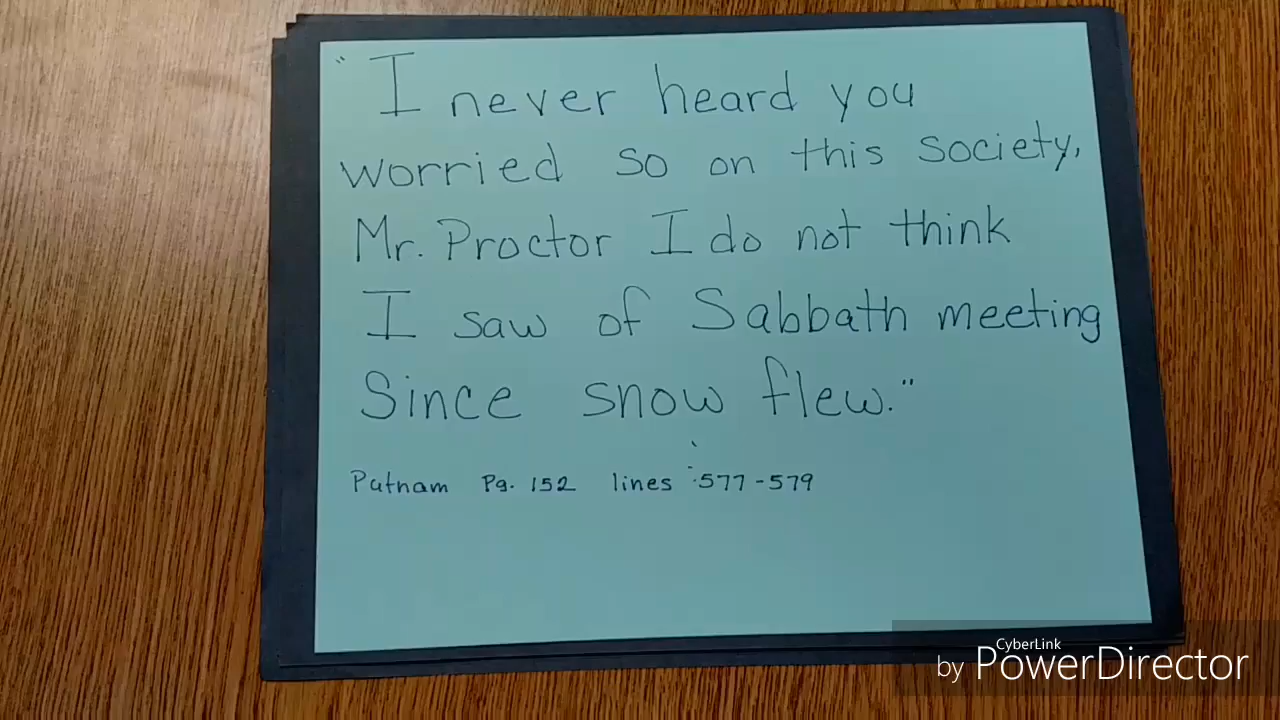 "I never heard you
worried so on this society,
Mr. Proctor I do not think
I saw of Sabbath meeting
Since snow flew."
Putnam Pg. 152 lines 577-579
CyberLink
by PowerDirector